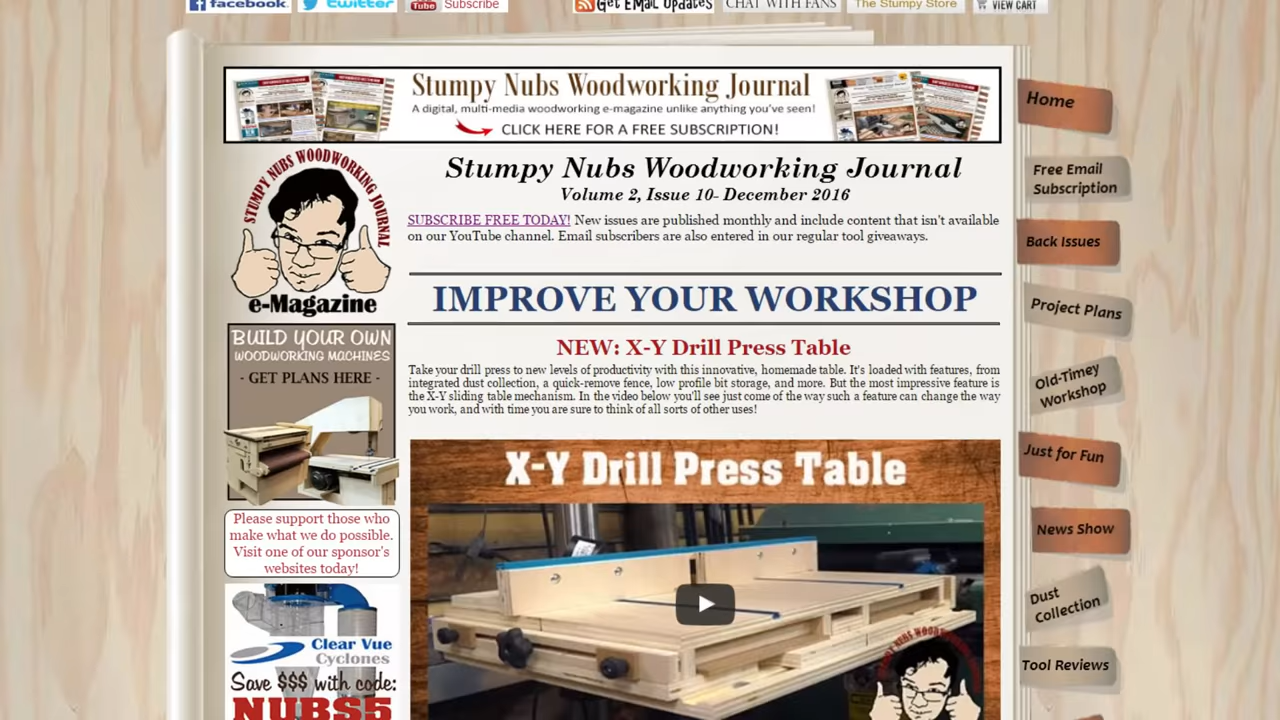 facebook
twitter
You Tube Subscribe
Get Email Updates
CHAT WITH FANS
The Stumpy Store
VIEW CART
Stumpy Nubs Woodworking Journal
A digital, multi-media woodworking e-magazine unlike anything you've seen!
CLICK HERE FOR A FREE SUBSCRIPTION!
STUMPY NUBS WOODWORKING JOURNAL
e-Magazine
BUILD YOUR OWN
WOODWORKING MACHINES
- GET PLANS HERE -
Please support those who
make what we do possible.
Visit one of our sponsor's
websites today!
Clear Vue
Cyclones
Save $$$ with code:
NUBS5
Stumpy Nubs Woodworking Journal
Volume 2, Issue 10- December 2016
SUBSCRIBE FREE TODAY! New issues are published monthly and include content that isn't available
on our YouTube channel. Email subscribers are also entered in our regular tool giveaways.
IMPROVE YOUR WORKSHOP
NEW: X-Y Drill Press Table
Take your drill press to new levels of productivity with this innovative, homemade table. It's loaded with features, from
integrated dust collection, a quick-remove fence, low profile bit storage, and more. But the most impressive feature is
the X-Y sliding table mechanism. In the video below you'll see just come of the way such a feature can change the way
you work, and with time you are sure to think of all sorts of other uses!
X-Y Drill Press Table
Home
Free Email
Subscription
Back Issues
Project Plans
Old-Timey
Workshop
Just for Fun
News Show
Dust
Collection
Tool Reviews